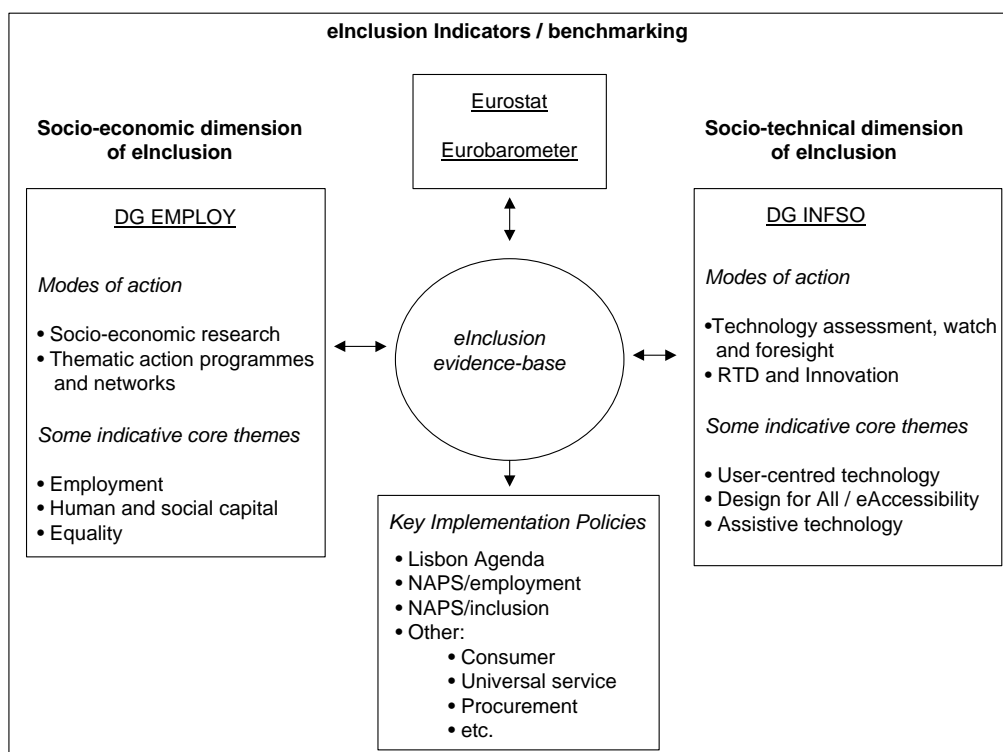 eInclusion Indicators / benchmarking
Eurostat
Eurobarometer
Socio-economic dimension
of eInclusion
Socio-technical dimension
of eInclusion
DG EMPLOY
Modes of action
• Socio-economic research
• Thematic action programmes
and networks
Some indicative core themes
• Employment
• Human and social capital
• Equality
eInclusion
evidence-base
DG INFSO
Modes of action
•Technology assessment, watch
and foresight
• RTD and Innovation
Some indicative core themes
• User-centred technology
• Design for All / eAccessibility
• Assistive technology
Key Implementation Policies
• Lisbon Agenda
• NAPS/employment
• NAPS/inclusion
• Other:
• Consumer
• Universal service
• Procurement
• etc.